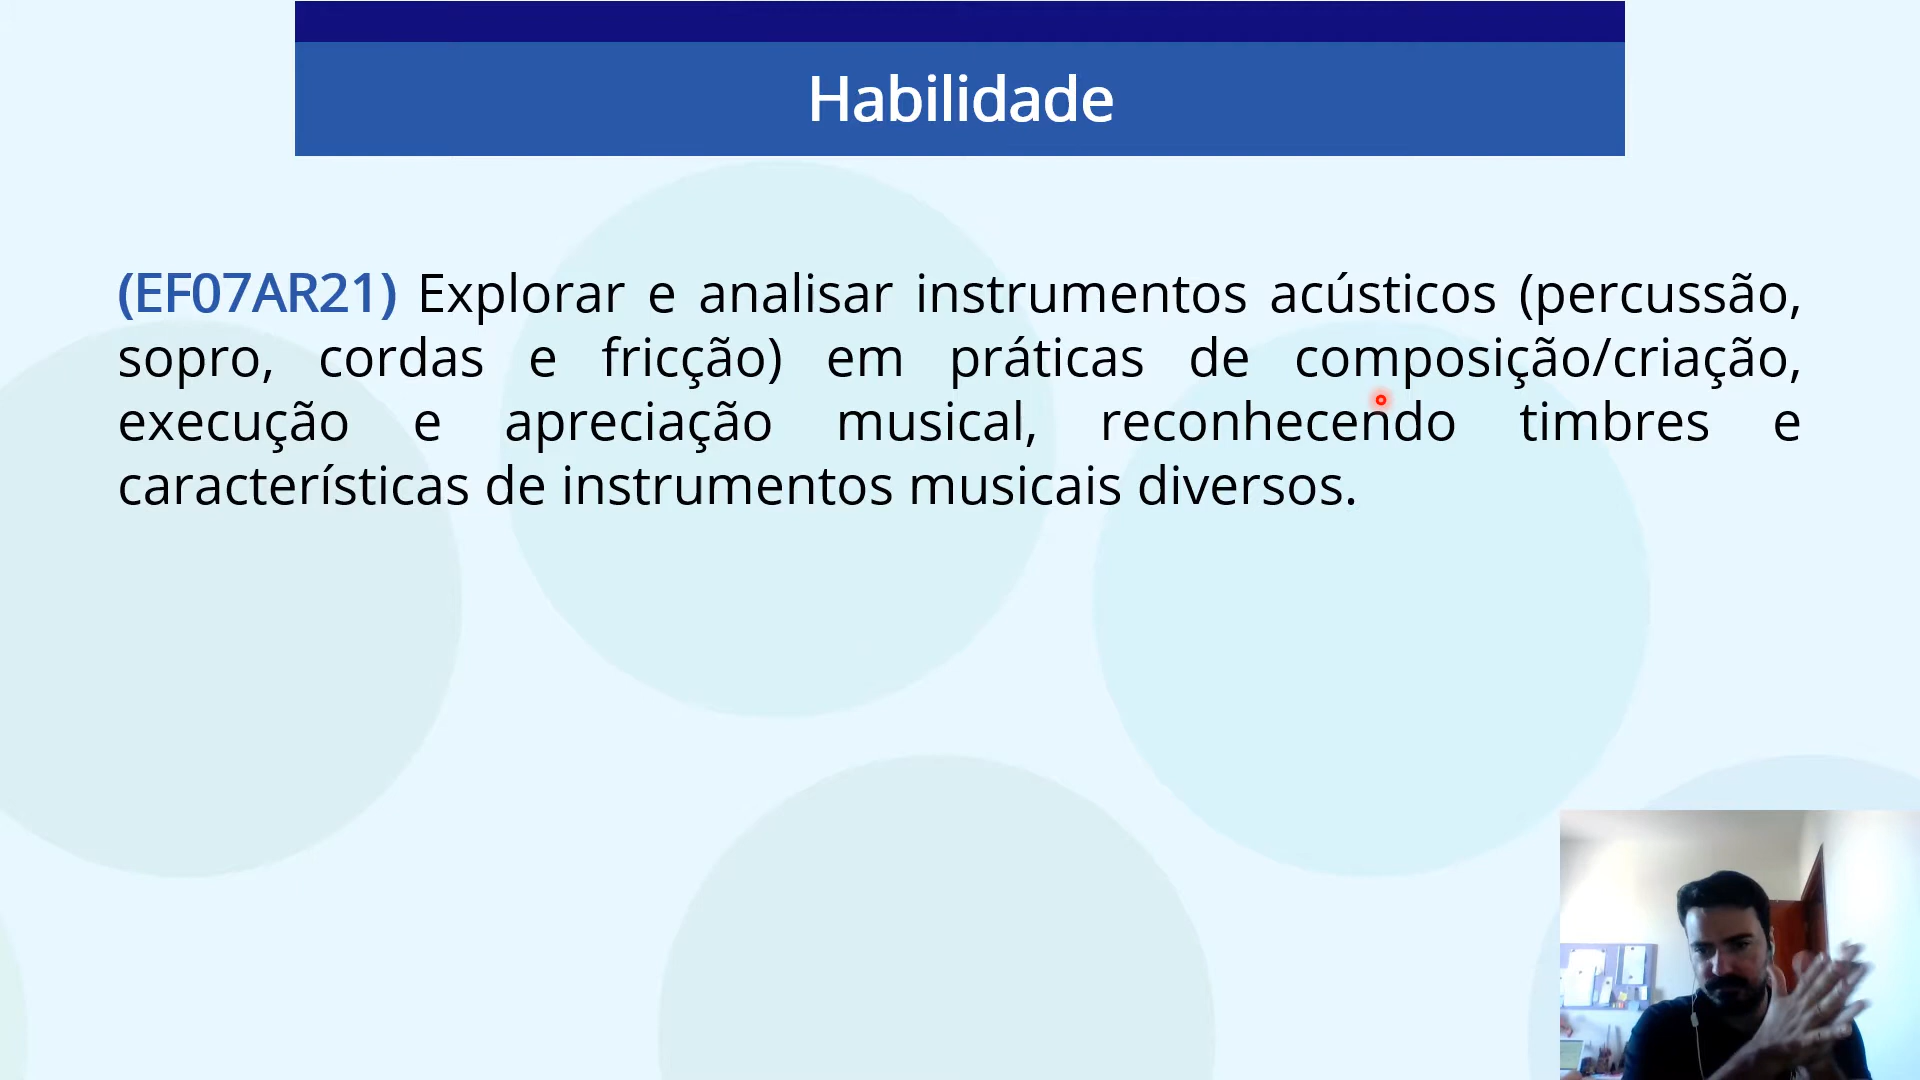 Habilidade
(EF07AR21) Explorar e analisar instrumentos acústicos (percussão,
sopro, cordas e fricção) em práticas de composição/criação,
execução e apreciação musical, reconhecendo timbres e
características de instrumentos musicais diversos.